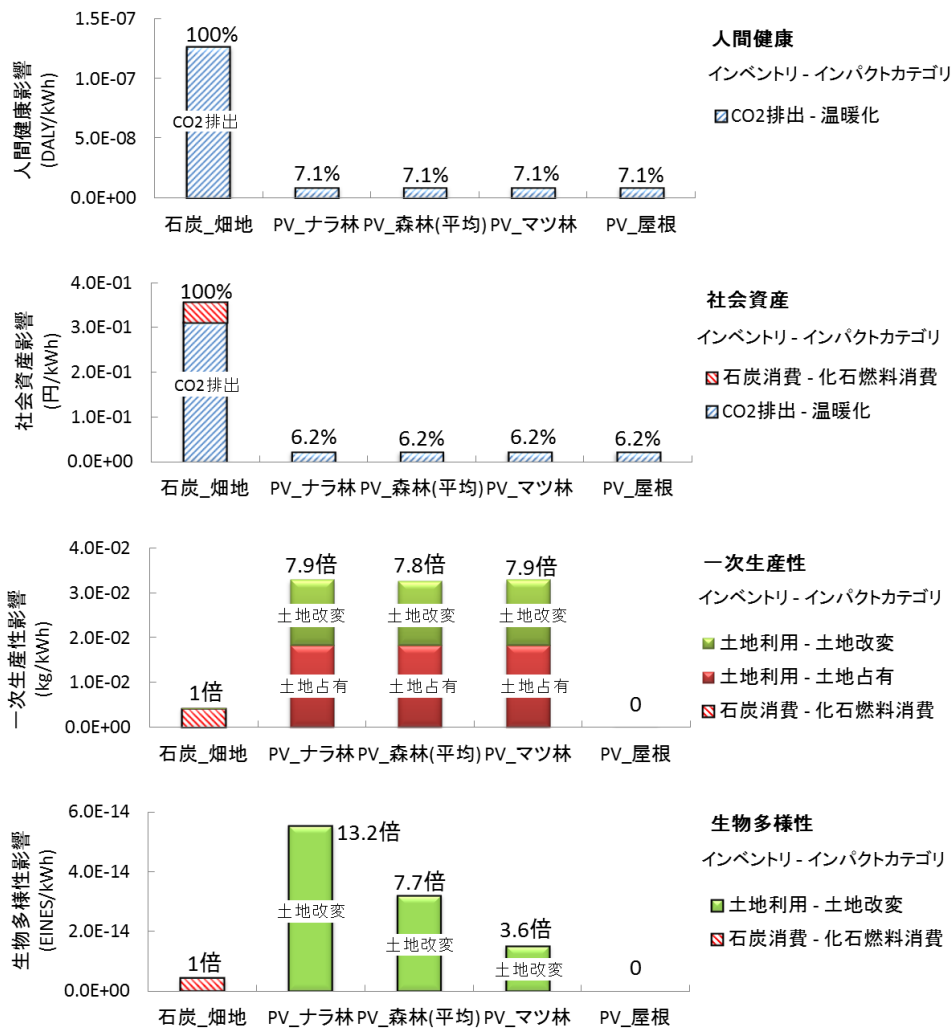 人間健康影響
(DALY/kWh)
1.5E-07
1.0E-07
5.0E-08
0.0E+00
100%
CO2排出
7.1%
7.1%
7.1%
7.1%
石炭_畑地
PV_ナラ林
PV_森林(平均)
PV_マツ林
PV_屋根
人間健康
インベントリ - インパクトカテゴリ
CO2排出 - 温暖化
社会資産影響
(円/kWh)
4.0E-01
3.0E-01
2.0E-01
1.0E-01
0.0E+00
100%
CO2排出
6.2%
6.2%
6.2%
6.2%
石炭_畑地
PV_ナラ林
PV_森林(平均)
PV_マツ林
PV_屋根
社会資産
インベントリ - インパクトカテゴリ
石炭消費 - 化石燃料消費
CO2排出 - 温暖化
一次生産性影響
(kg/kWh)
4.0E-02
3.0E-02
2.0E-02
1.0E-02
0.0E+00
1倍
7.9倍
7.8倍
7.9倍
0
土地改変
土地改変
土地改変
土地占有
土地占有
土地占有
石炭_畑地
PV_ナラ林
PV_森林(平均)
PV_マツ林
PV_屋根
一次生産性
インベントリ - インパクトカテゴリ
土地利用 - 土地改変
土地利用 - 土地占有
石炭消費 - 化石燃料消費
生物多様性影響
(EINES/kWh)
6.0E-14
4.0E-14
2.0E-14
0.0E+00
1倍
13.2倍
7.7倍
3.6倍
0
土地改変
土地改変
土地改変
石炭_畑地
PV_ナラ林
PV_森林(平均)
PV_マツ林
PV_屋根
生物多様性
インベントリ - インパクトカテゴリ
土地利用 - 土地改変
石炭消費 - 化石燃料消費